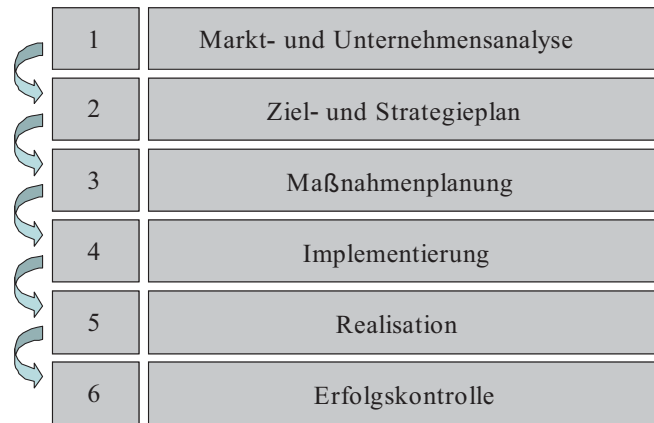 1 Markt- und Unternehmensanalyse
2 Ziel- und Strategieplan
3 Maßnahmenplanung
4 Implementierung
5 Realisation
6 Erfolgskontrolle